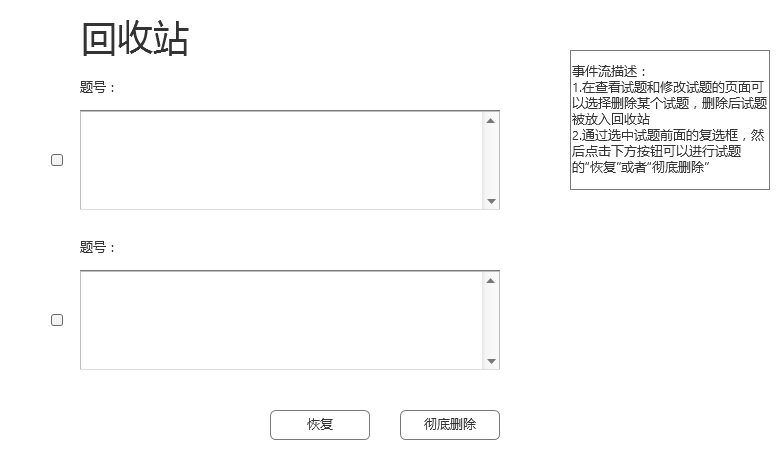 回收站
题号：
题号：
恢复
彻底删除
事件流描述：
1.在查看试题和修改试题的页面可
以选择删除某个试题，删除后试题
被放入回收站
2.通过选中试题前面的复选框，然
后点击下方按钮可以进行试题
的“恢复”或者“彻底删除”